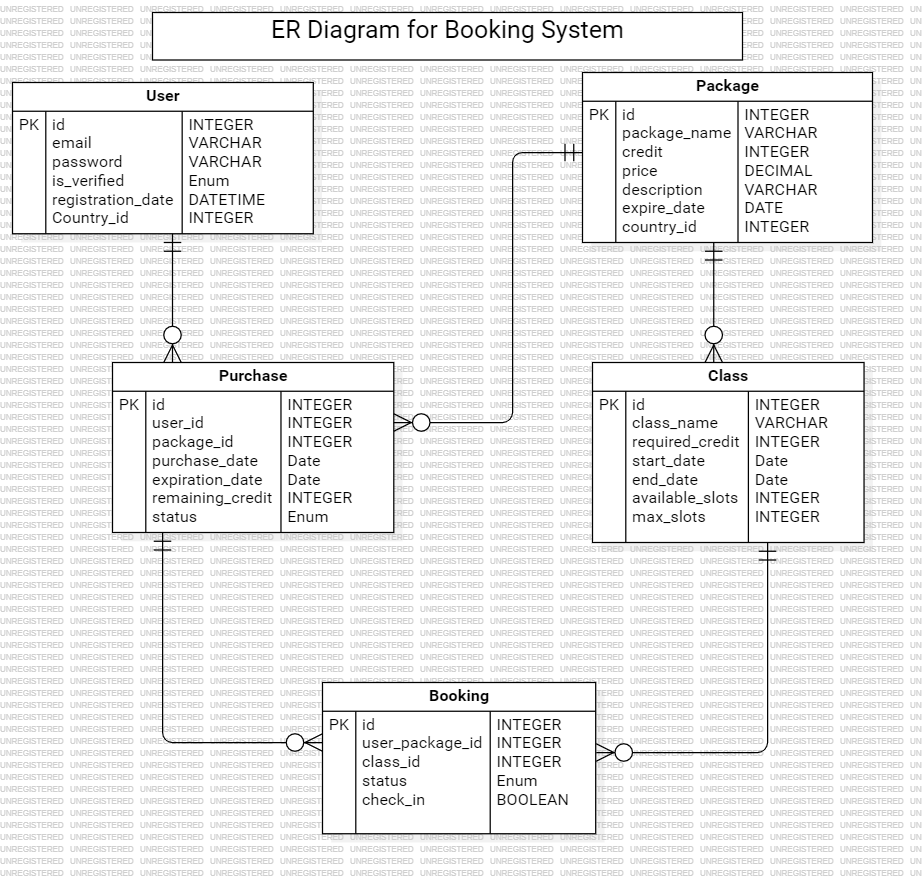 ER Diagram for Booking System
User
PK id INTEGER
email VARCHAR
password VARCHAR
is_verified Enum
registration_date DATETIME
Country_id INTEGER
Package
PK id INTEGER
package_name VARCHAR
credit INTEGER
price DECIMAL
description VARCHAR
expire_date DATE
country_id INTEGER
Purchase
PK id INTEGER
user_id INTEGER
package_id INTEGER
purchase_date Date
expiration_date Date
remaining_credit INTEGER
status Enum
Class
PK id INTEGER
class_name VARCHAR
required_credit INTEGER
start_date Date
end_date Date
available_slots INTEGER
max_slots INTEGER
Booking
PK id INTEGER
user_package_id INTEGER
class_id INTEGER
status Enum
check_in BOOLEAN
UNREGISTERED